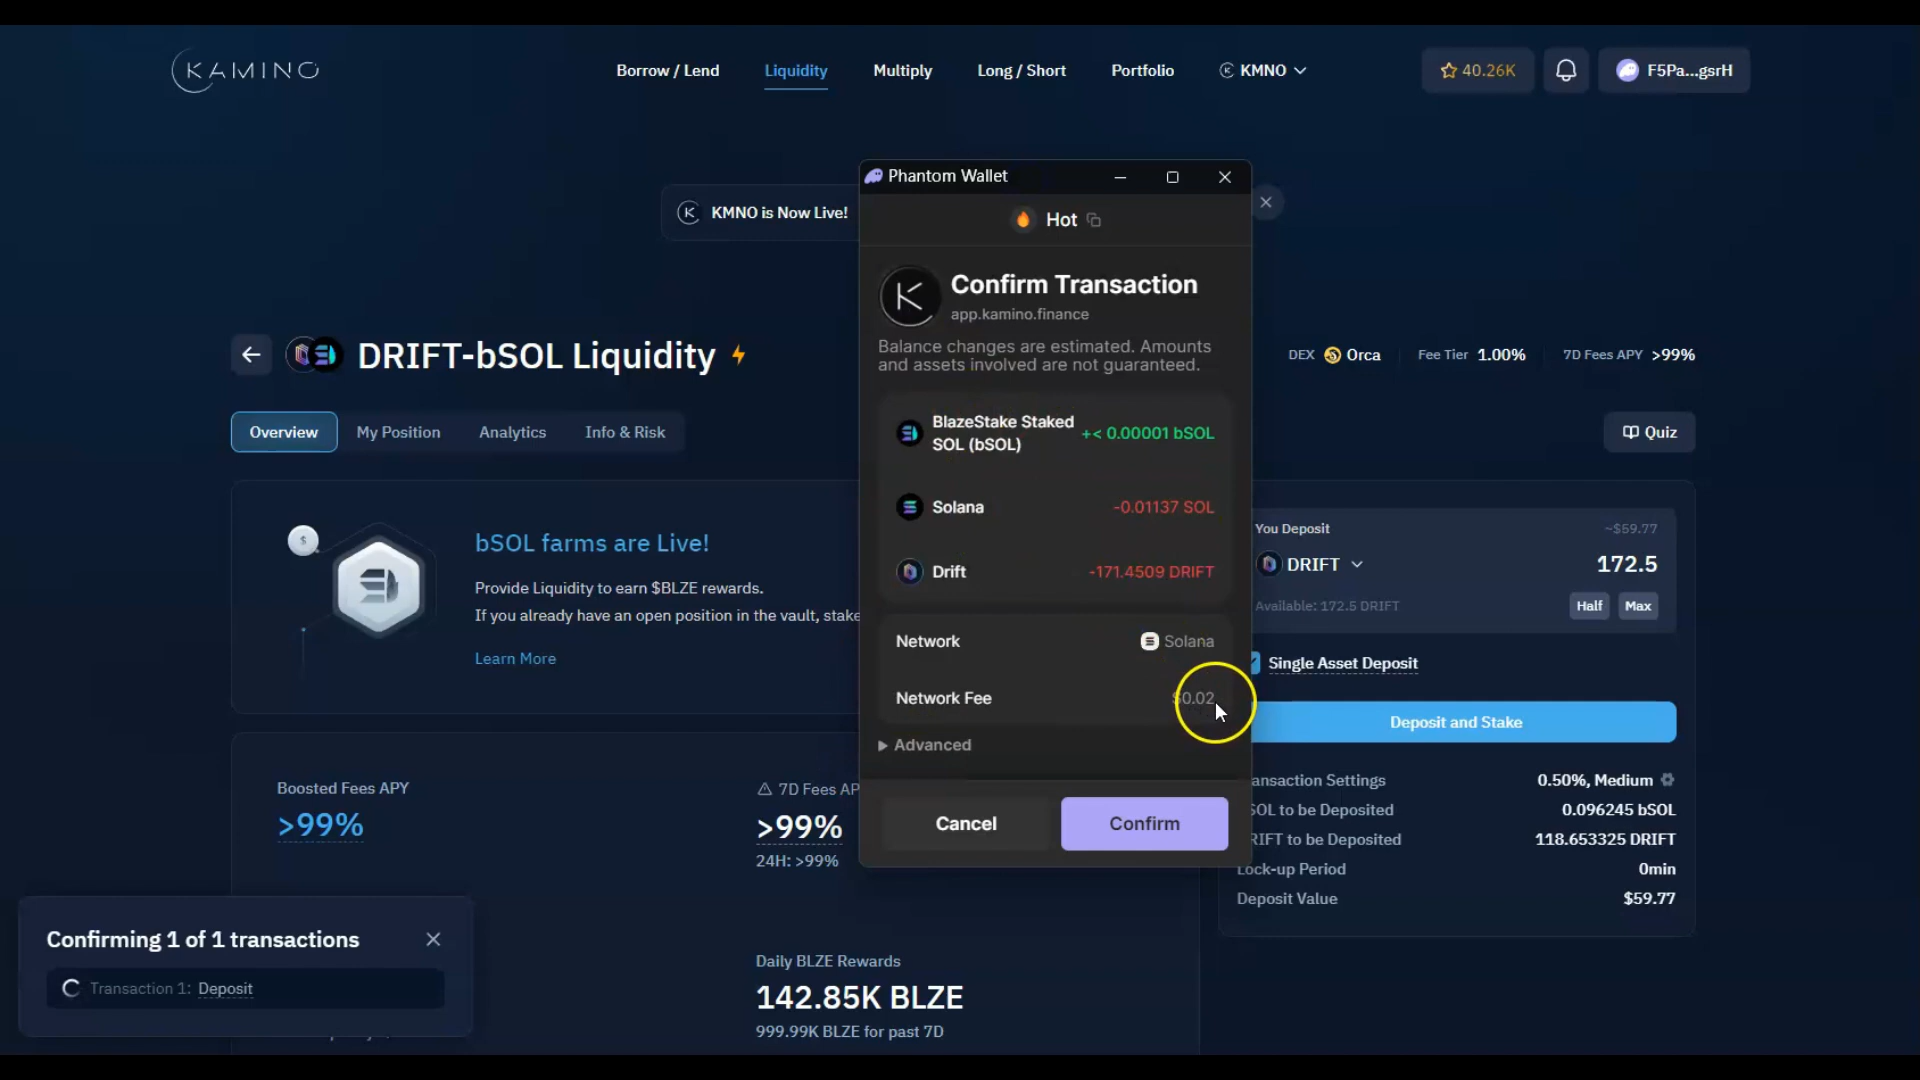 KAMINO
Borrow / Lend
Liquidity
Multiply
Long / Short
Portfolio
KMNO
40.26K
F5Pa...gsrH
Phantom Wallet
KMNO is Now Live!
Hot
Confirm Transaction
app.kamino.finance
Balance changes are estimated. Amounts
and assets involved are not guaranteed.
BlazeStake Staked
SOL (bSOL)
+< 0.00001 bSOL
Solana
-0.01137 SOL
Drift
-171.4509 DRIFT
Network
Solana
Network Fee
$0.02
Advanced
Cancel
Confirm
DRIFT-bSOL Liquidity
DEX
Orca
Fee Tier 1.00%
7D Fees APY >99%
Overview
My Position
Analytics
Info & Risk
Quiz
bSOL farms are Live!
Provide Liquidity to earn $BLZE rewards.
If you already have an open position in the vault, stake
Learn More
You Deposit
~$59.77
DRIFT
172.5
Available: 172.5 DRIFT
Half
Max
Single Asset Deposit
Deposit and Stake
ansaction Settings
0.50%, Medium
SOL to be Deposited
0.096245 bSOL
RIFT to be Deposited
118.653325 DRIFT
Lock-up Period
0min
Deposit Value
$59.77
Boosted Fees APY
>99%
7D Fees AP
>99%
24H: >99%
Daily BLZE Rewards
142.85K BLZE
999.99K BLZE for past 7D
Confirming 1 of 1 transactions
Transaction 1: Deposit